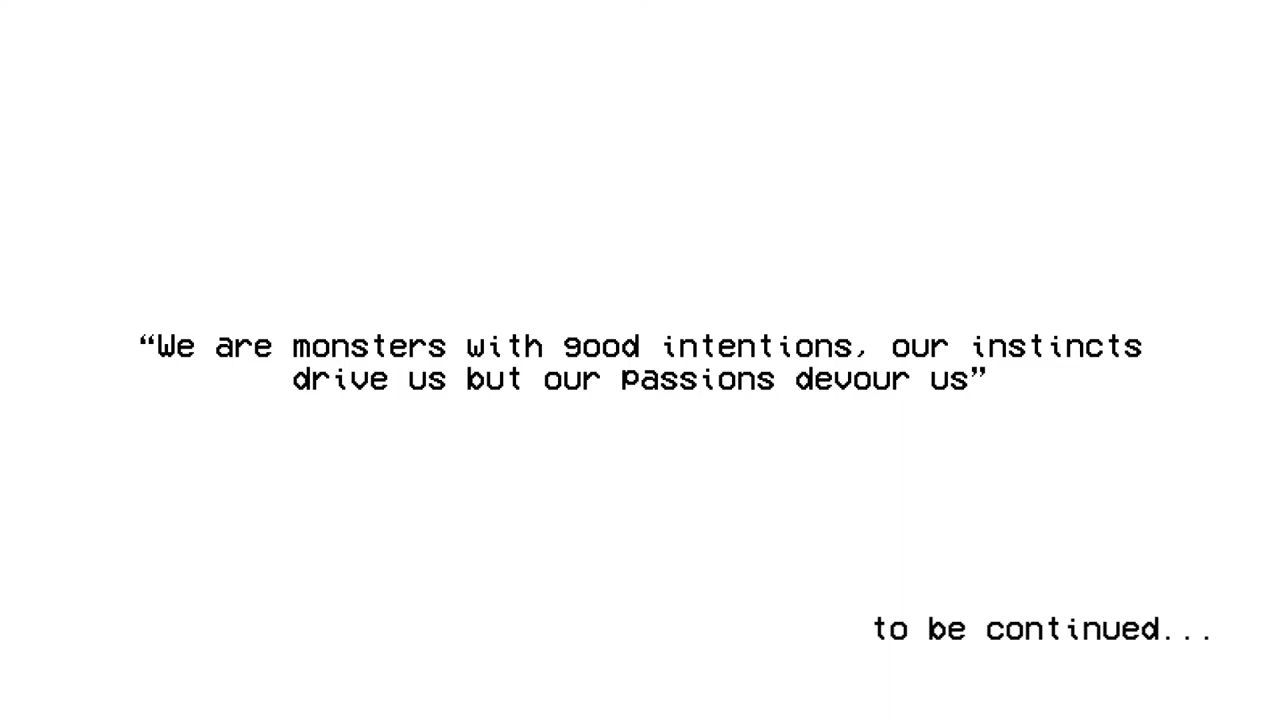 “We are monsters with good intentions, our instincts
drive us but our passions devour us”
to be continued...